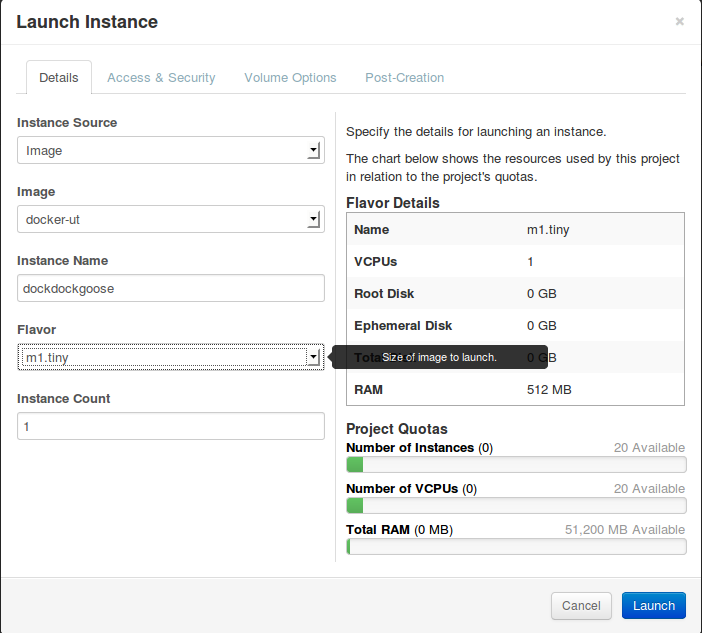 Launch Instance ×
Details Access & Security Volume Options Post-Creation
Instance Source
Image
Image
docker-ut
Instance Name
dockdockgoose
Flavor
m1.tiny
Instance Count
1
Specify the details for launching an instance.
The chart below shows the resources used by this project
in relation to the project's quotas.
Flavor Details
Name m1.tiny
VCPUs 1
Root Disk 0 GB
Ephemeral Disk 0 GB
Size of image to launch.
0 GB
RAM 512 MB
Project Quotas
Number of Instances (0) 20 Available
Number of VCPUs (0) 20 Available
Total RAM (0 MB) 51,200 MB Available
Cancel Launch